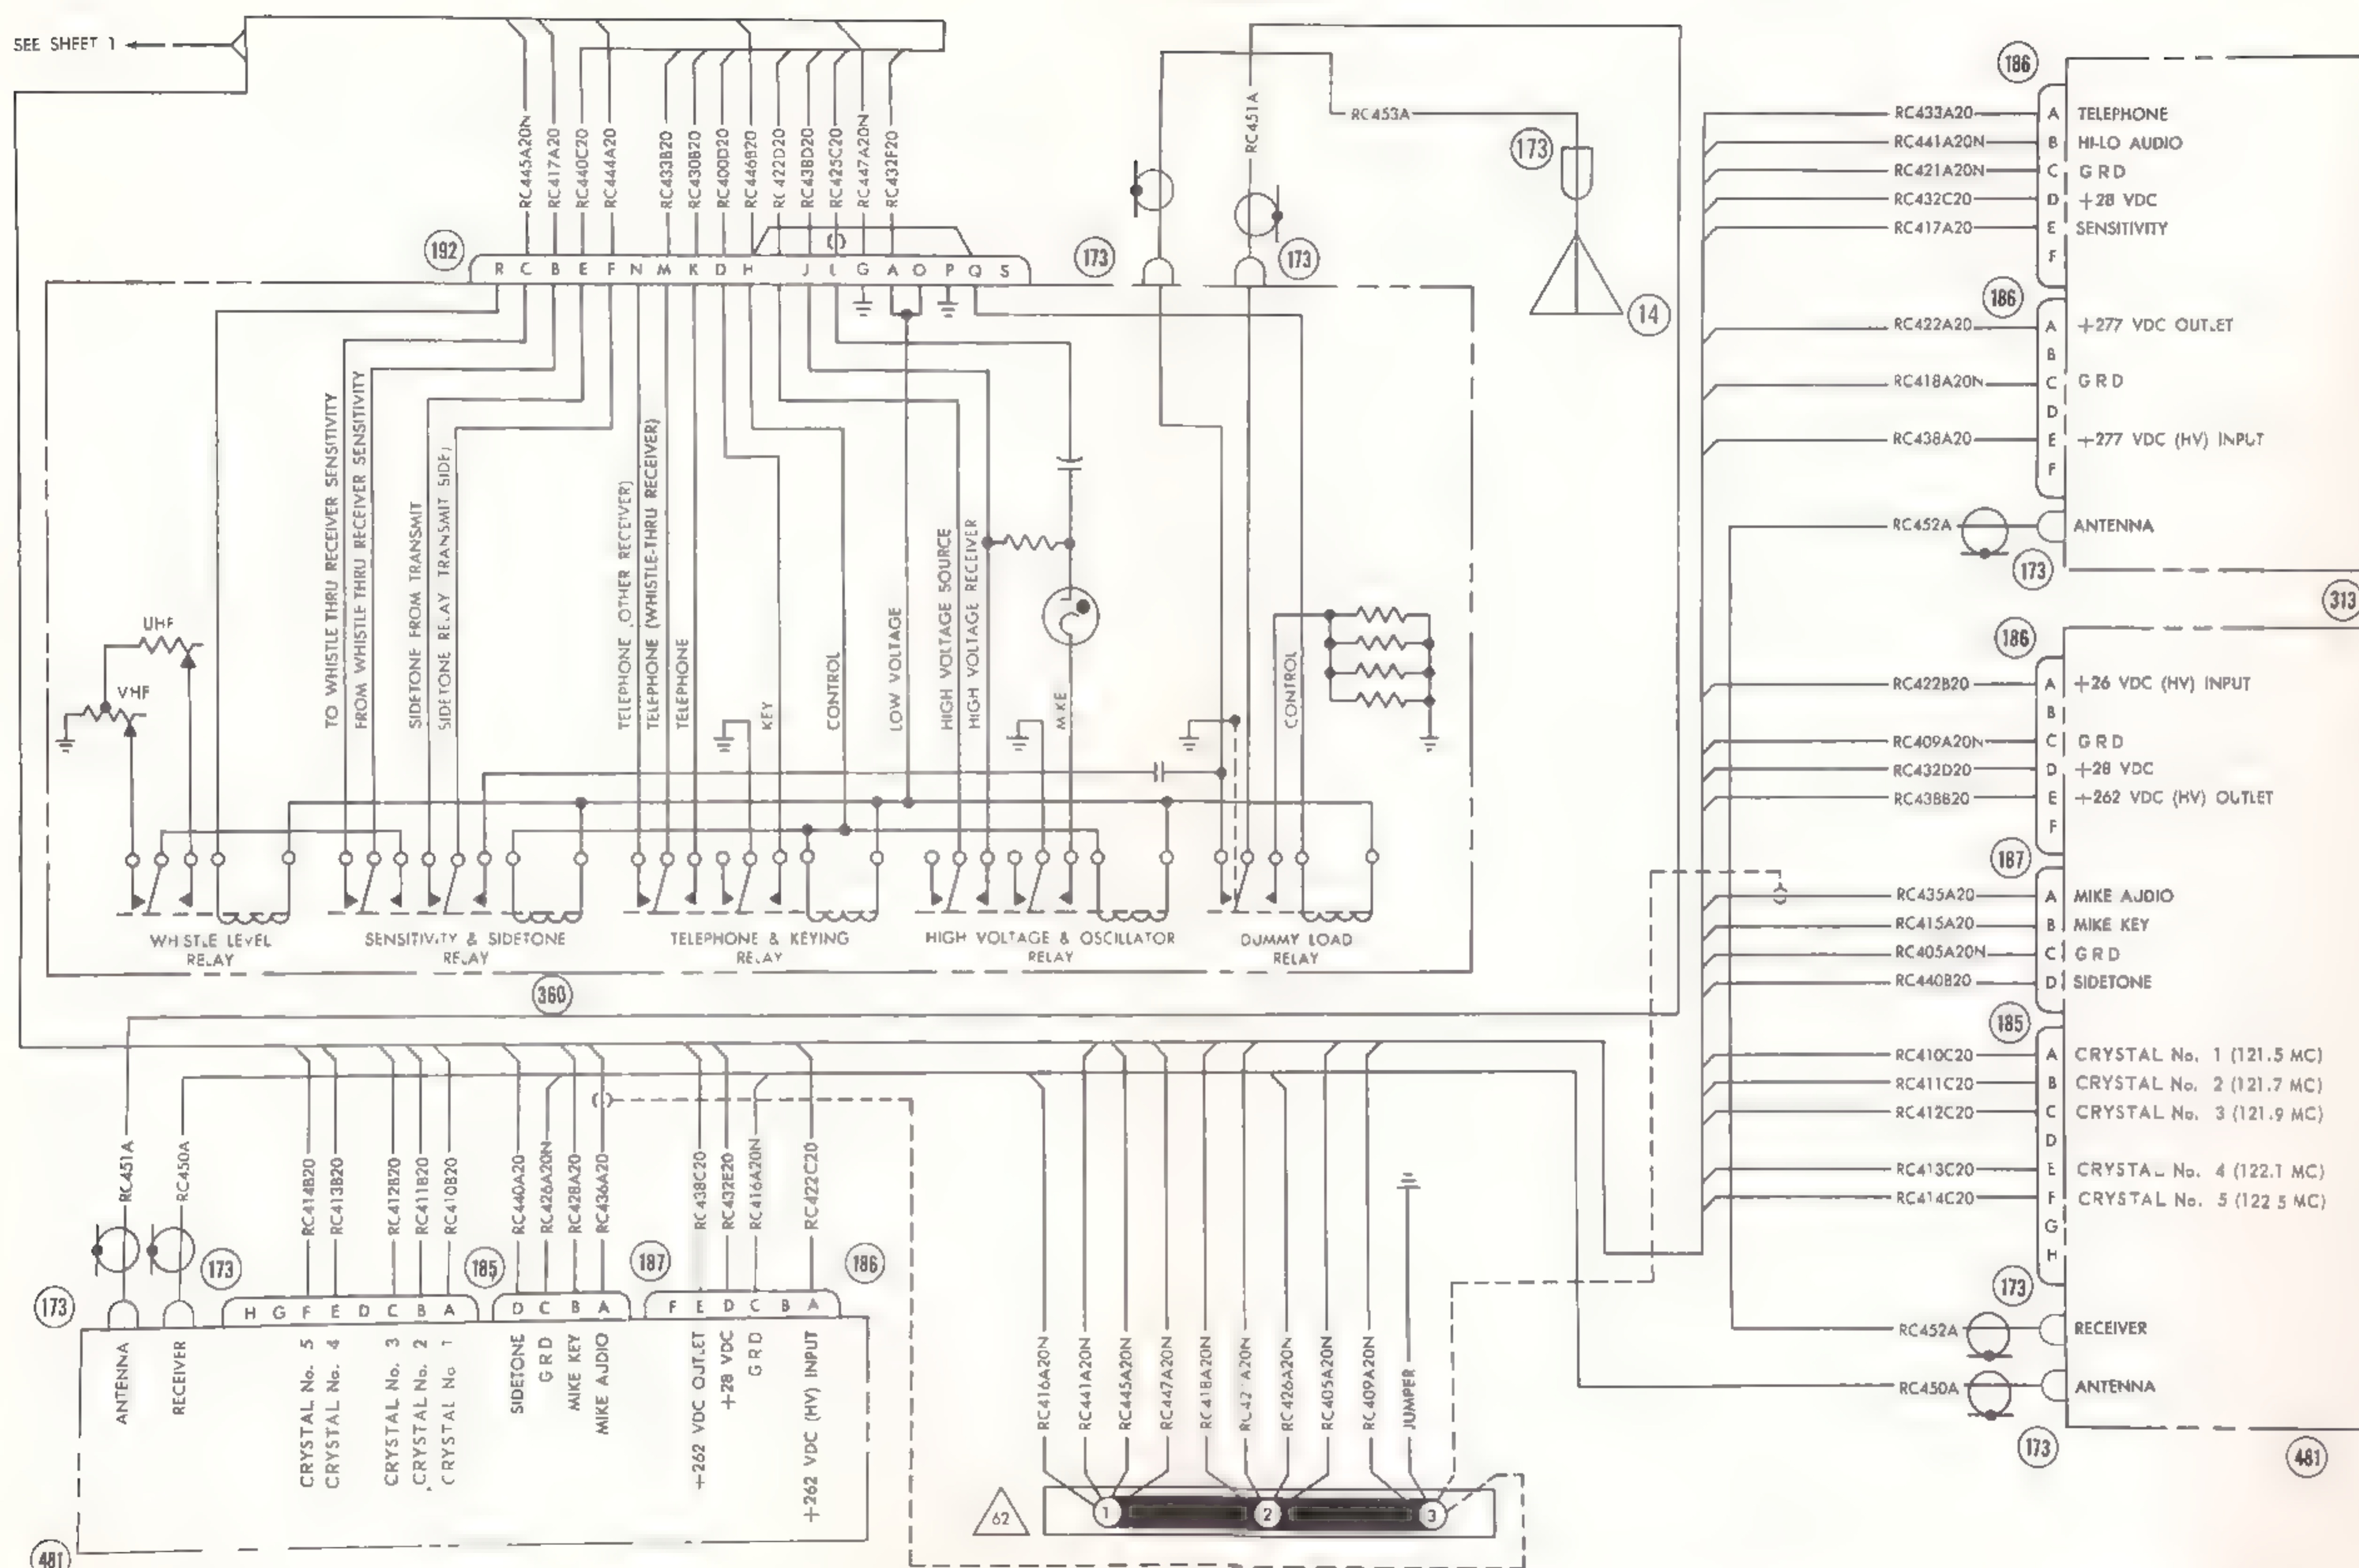 SEE SHEET 1
RC445A20N
RC417A20
RC440C20
RC444A20
RC433B20
RC430B20
RC400D20
RC446B20
RC422D20
RC438D20
RC425C20
RC447A20N
RC432F20
RC451A
RC453A
173
14
192
R C B E F N M K D H J L G A O P Q S
173
173
TO WHISTLE THRU RECEIVER SENSITIVITY
FROM WHISTLE THRU RECEIVER SENSITIVITY
SIDETONE FROM TRANSMIT
SIDETONE RELAY TRANSMIT SIDE)
TELEPHONE (OTHER RECEIVER)
TELEPHONE (WHISTLE-THRU RECEIVER)
TELEPHONE
KEY
CONTROL
LOW VOLTAGE
HIGH VOLTAGE SOURCE
HIGH VOLTAGE RECEIVER
MKE
CONTROL
UHF
VHF
WHISTLE LEVEL
RELAY
SENSITIVITY & SIDETONE
RELAY
TELEPHONE & KEYING
RELAY
HIGH VOLTAGE & OSCILLATOR
RELAY
DUMMY LOAD
RELAY
360
186
RC433A20 A TELEPHONE
RC441A20N B HI-LO AUDIO
RC421A20N C GRD
RC432C20 D +28 VDC
RC417A20 E SENSITIVITY
F
186
RC422A20 A +277 VDC OUTLET
B
RC418A20N C GRD
D
RC438A20 E +277 VDC (HV) INPUT
F
RC452A ANTENNA
173
313
186
RC422B20 A +26 VDC (HV) INPUT
B
RC409A20N C GRD
RC432D20 D +28 VDC
RC438B20 E +262 VDC (HV) OUTLET
F
187
RC435A20 A MIKE AUDIO
RC415A20 B MIKE KEY
RC405A20N C GRD
RC440B20 D SIDETONE
185
RC410C20 A CRYSTAL No. 1 (121.5 MC)
RC411C20 B CRYSTAL No. 2 (121.7 MC)
RC412C20 C CRYSTAL No. 3 (121.9 MC)
D
RC413C20 E CRYSTAL No. 4 (122.1 MC)
RC414C20 F CRYSTAL No. 5 (122.5 MC)
G
H
173
RC452A RECEIVER
RC450A ANTENNA
173
481
RC451A
RC450A
RC414B20
RC413B20
RC412B20
RC411B20
RC410B20
RC440A20
RC426A20N
RC428A20
RC436A20
RC438C20
RC432E20
RC416A20N
RC422C20
173
173
185
187
186
H G F E D C B A
D C B A
F E D C B A
ANTENNA
RECEIVER
CRYSTAL No. 5
CRYSTAL No. 4
CRYSTAL No. 3
CRYSTAL No. 2
CRYSTAL No 1
SIDETONE
GRD
MIKE KEY
MIKE AUDIO
+262 VDC OUTLET
+28 VDC
GRD
+262 VDC (HV) INPUT
481
RC416A20N
RC441A20N
RC445A20N
RC447A20N
RC418A20N
RC421A20N
RC426A20N
RC405A20N
RC409A20N
JUMPER
62
1
2
3